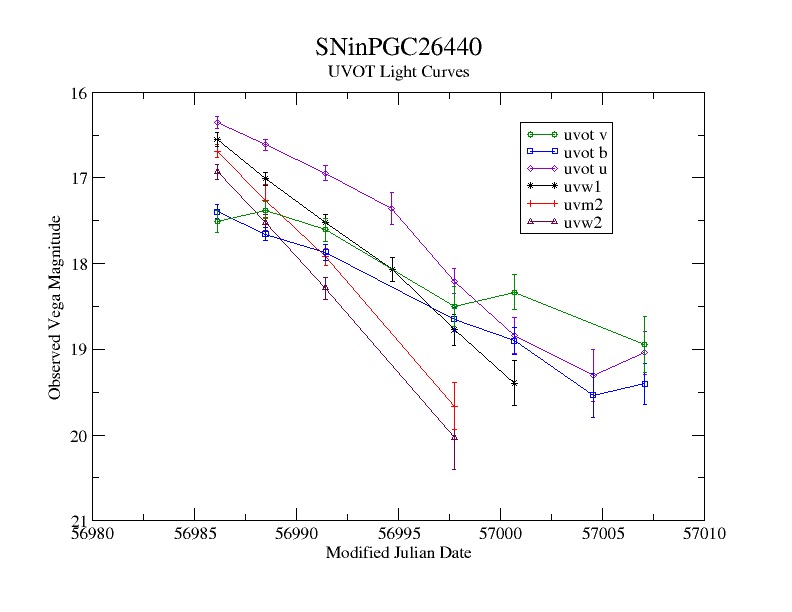 SNinPGC26440
UVOT Light Curves
16
17
18
19
20
21
Observed Vega Magnitude
uvot v
uvot b
uvot u
uvw1
uvm2
uvw2
56980
56985
56990
56995
57000
57005
57010
Modified Julian Date